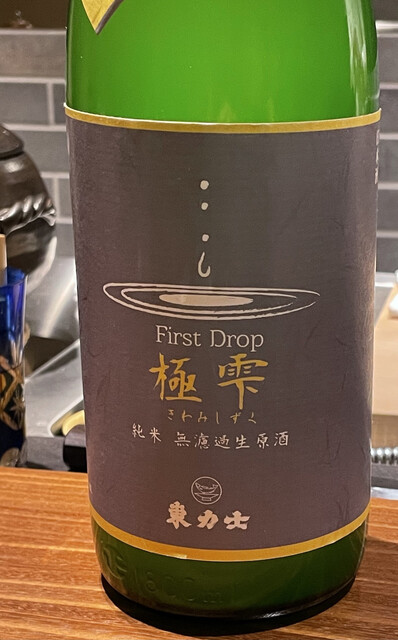 First Drop
極雫
きわみしずく
純米 無濾過生原酒
東力士
1800ml